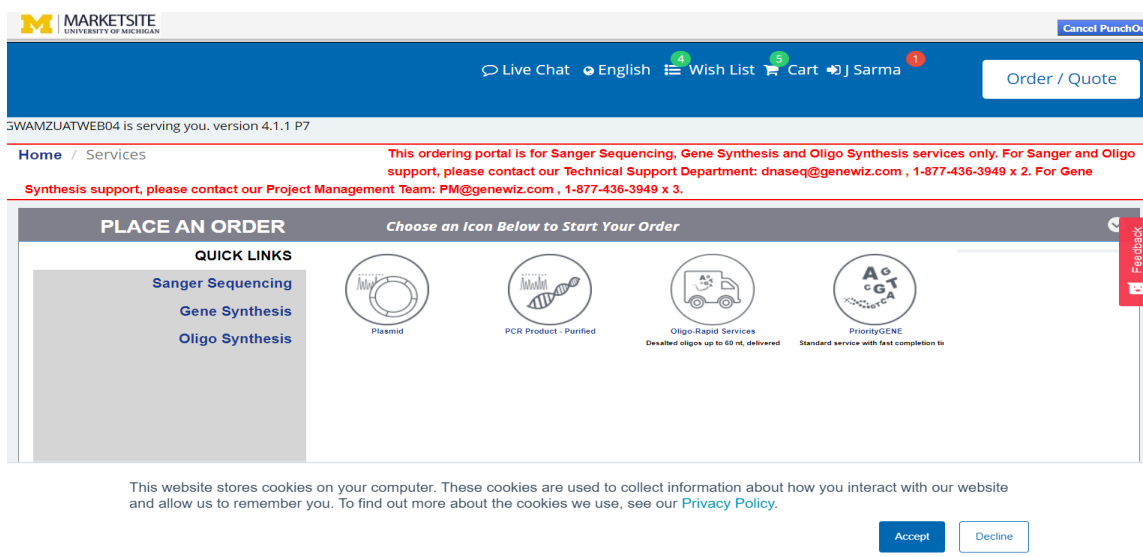 M MARKETSITE
UNIVERSITY OF MICHIGAN
Cancel PunchOu
Live Chat English 4 Wish List 5 Cart J Sarma 1
Order / Quote
GWAMZUATWEB04 is serving you. version 4.1.1 P7
Home / Services
This ordering portal is for Sanger Sequencing, Gene Synthesis and Oligo Synthesis services only. For Sanger and Oligo
support, please contact our Technical Support Department: dnaseq@genewiz.com , 1-877-436-3949 x 2. For Gene
Synthesis support, please contact our Project Management Team: PM@genewiz.com , 1-877-436-3949 x 3.
PLACE AN ORDER
Choose an Icon Below to Start Your Order
Feedback
QUICK LINKS
Sanger Sequencing
Gene Synthesis
Oligo Synthesis
Plasmid
PCR Product - Purified
Oligo-Rapid Services
Desalted oligos up to 60 nt, delivered
PriorityGENE
Standard service with fast completion tir
This website stores cookies on your computer. These cookies are used to collect information about how you interact with our website
and allow us to remember you. To find out more about the cookies we use, see our Privacy Policy.
Accept
Decline